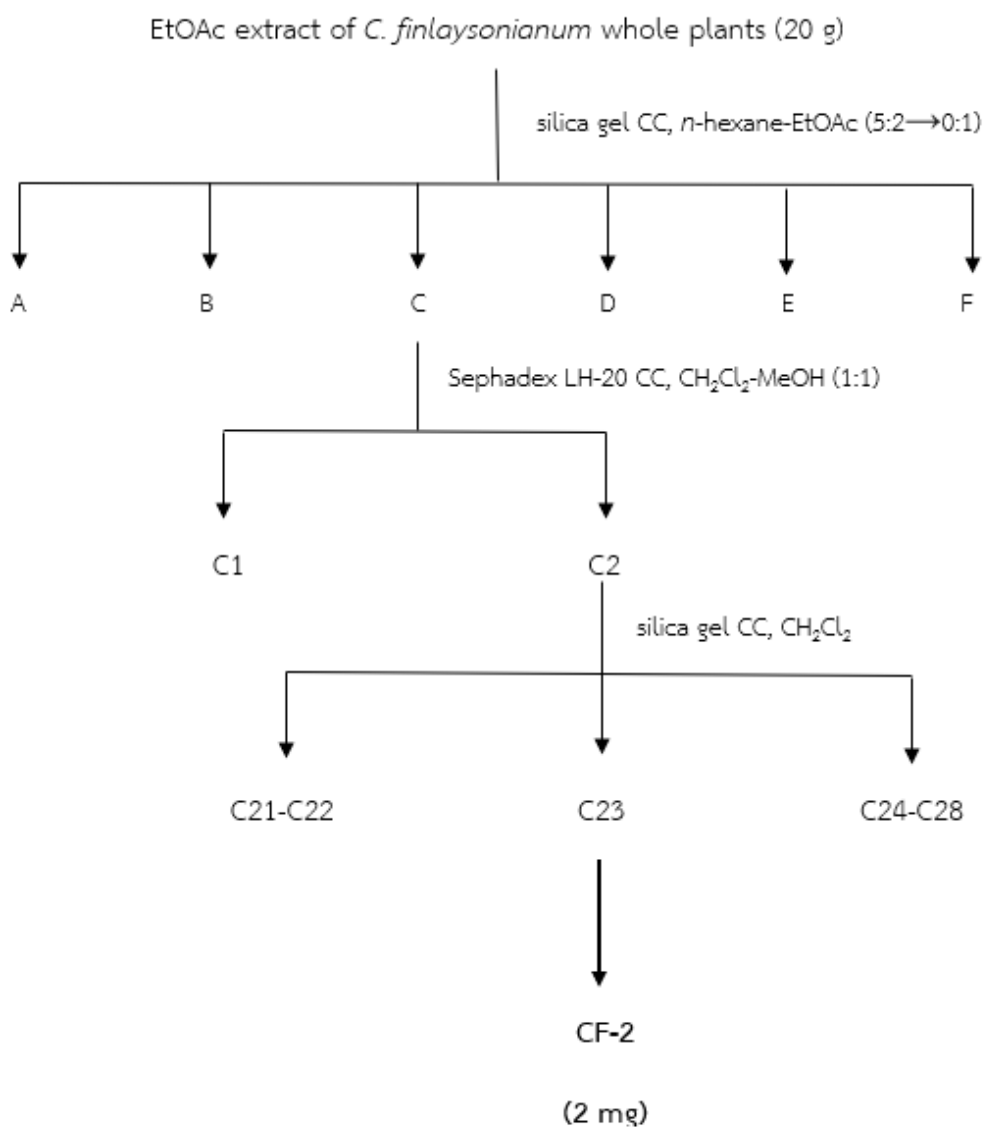 EtOAc extract of C. finlaysonianum whole plants (20 g)
silica gel CC, n-hexane-EtOAc (5:2→0:1)
A B C D E F
Sephadex LH-20 CC, CH₂Cl₂-MeOH (1:1)
C1 C2
silica gel CC, CH₂Cl₂
C21-C22 C23 C24-C28
CF-2
(2 mg)